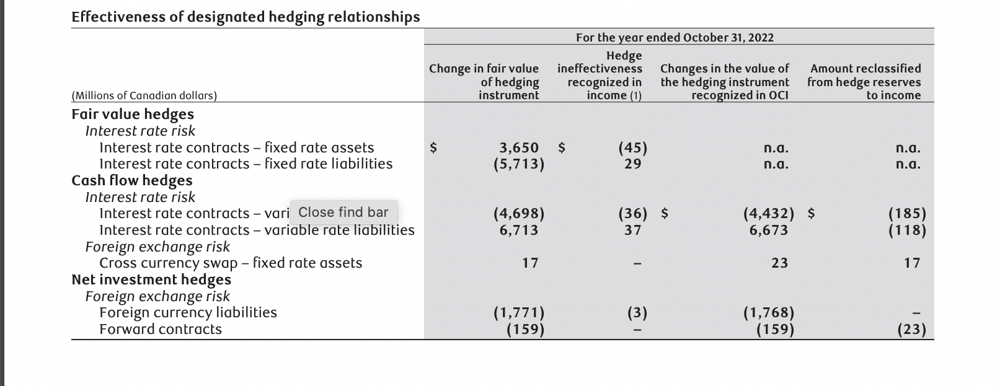 Effectiveness of designated hedging relationships
For the year ended October 31, 2022
(Millions of Canadian dollars) Change in fair value of hedging instrument Hedge ineffectiveness recognized in income (1) Changes in the value of the hedging instrument recognized in OCI Amount reclassified from hedge reserves to income
Fair value hedges
Interest rate risk
Interest rate contracts – fixed rate assets $ 3,650 $ (45) n.a. n.a.
Interest rate contracts – fixed rate liabilities (5,713) 29 n.a. n.a.
Cash flow hedges
Interest rate risk
Interest rate contracts – vari Close find bar (4,698) (36) $ (4,432) $ (185)
Interest rate contracts – variable rate liabilities 6,713 37 6,673 (118)
Foreign exchange risk
Cross currency swap – fixed rate assets 17 – 23 17
Net investment hedges
Foreign exchange risk
Foreign currency liabilities (1,771) (3) (1,768) –
Forward contracts (159) – (159) (23)